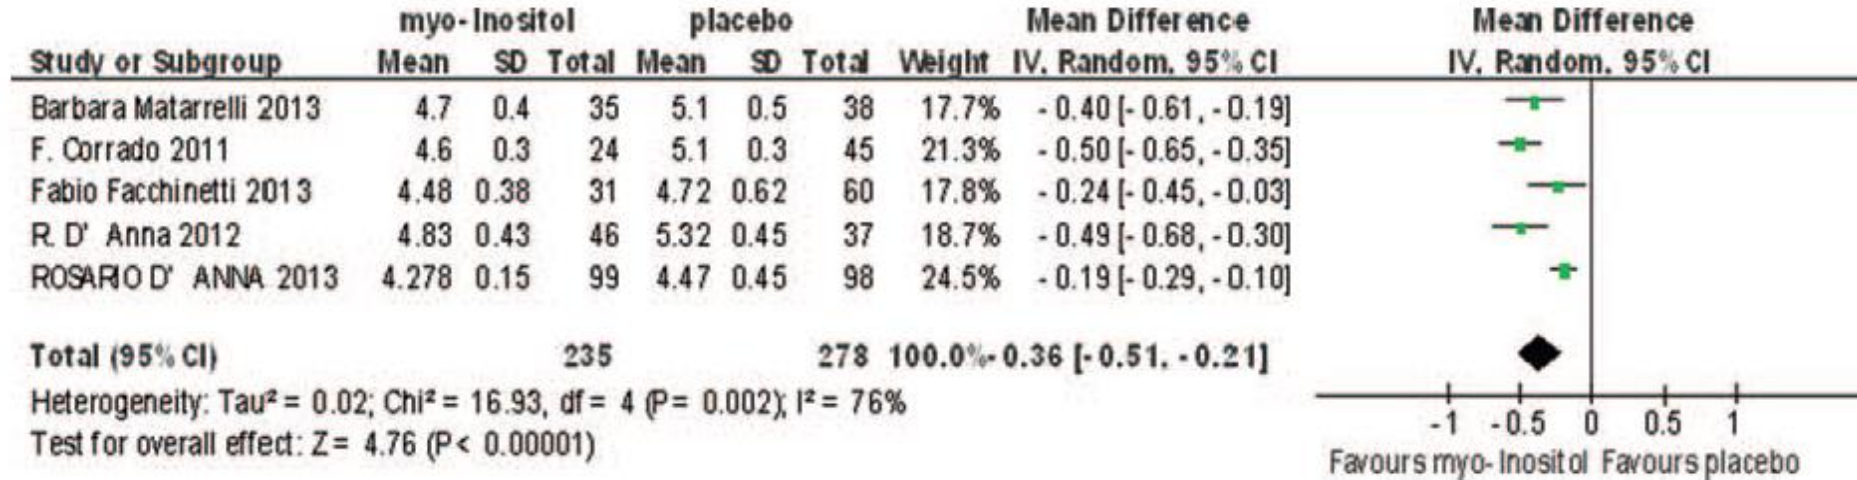 myo-Inositol placebo Mean Difference Mean Difference
Study or Subgroup Mean SD Total Mean SD Total Weight IV. Random. 95% CI IV. Random. 95% CI
Barbara Matarrelli 2013 4.7 0.4 35 5.1 0.5 38 17.7% - 0.40 [- 0.61, - 0.19]
F. Corrado 2011 4.6 0.3 24 5.1 0.3 45 21.3% - 0.50 [- 0.65, - 0.35]
Fabio Facchinetti 2013 4.48 0.38 31 4.72 0.62 60 17.8% - 0.24 [- 0.45, - 0.03]
R. D' Anna 2012 4.83 0.43 46 5.32 0.45 37 18.7% - 0.49 [- 0.68, - 0.30]
ROSARIO D' ANNA 2013 4.278 0.15 99 4.47 0.45 98 24.5% - 0.19 [- 0.29, - 0.10]
Total (95% CI) 235 278 100.0% - 0.36 [- 0.51, - 0.21]
Heterogeneity: Tau² = 0.02; Chi² = 16.93, df = 4 (P = 0.002); I² = 76%
Test for overall effect: Z = 4.76 (P < 0.00001)
-1 -0.5 0 0.5 1
Favours myo-Inositol Favours placebo